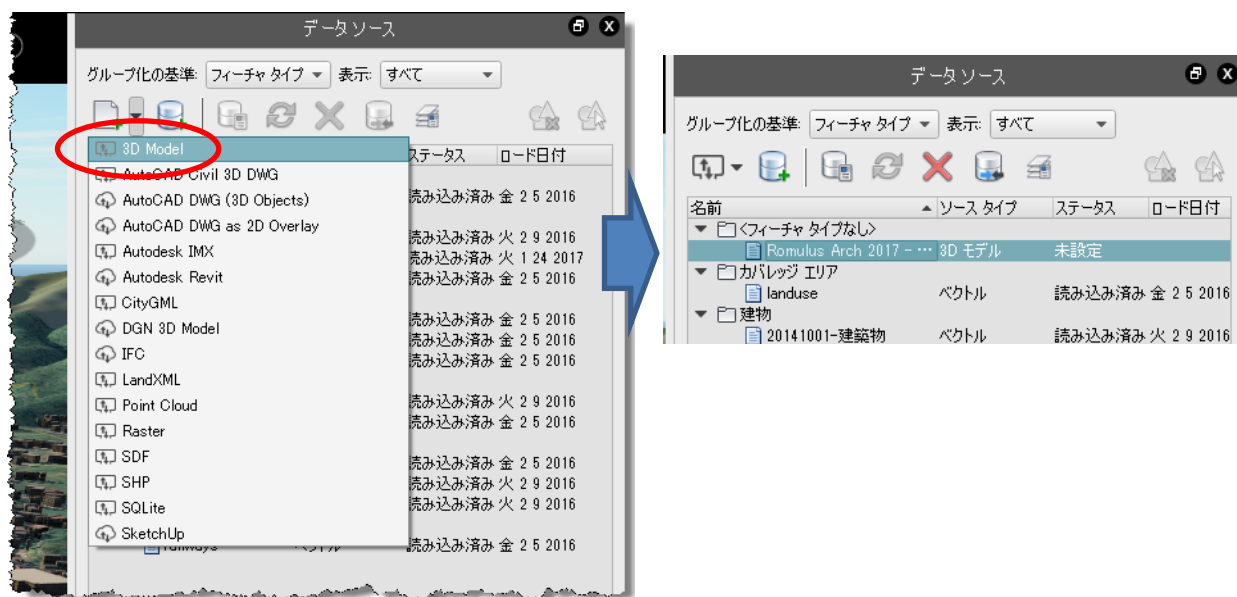 データソース
グループ化の基準: フィーチャ タイプ 表示: すべて
3D Model
AutoCAD Civil 3D DWG
AutoCAD DWG (3D Objects)
AutoCAD DWG as 2D Overlay
Autodesk IMX
Autodesk Revit
CityGML
DGN 3D Model
IFC
LandXML
Point Cloud
Raster
SDF
SHP
SQLite
SketchUp
ステータス ロード日付
読み込み済み 金 2 5 2016
読み込み済み 火 2 9 2016
読み込み済み 火 1 24 2017
読み込み済み 金 2 5 2016
読み込み済み 金 2 5 2016
読み込み済み 金 2 5 2016
読み込み済み 金 2 5 2016
読み込み済み 火 2 9 2016
読み込み済み 金 2 5 2016
読み込み済み 金 2 5 2016
読み込み済み 火 2 9 2016
読み込み済み 火 2 9 2016
railways ベクトル 読み込み済み 金 2 5 2016
データソース
グループ化の基準: フィーチャ タイプ 表示: すべて
名前 ソース タイプ ステータス ロード日付
<フィーチャ タイプなし>
Romulus Arch 2017 - ... 3D モデル 未設定
カバレッジ エリア
landuse ベクトル 読み込み済み 金 2 5 2016
建物
20141001-建築物 ベクトル 読み込み済み 火 2 9 2016